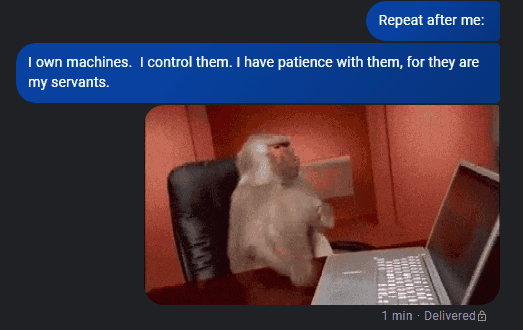 Repeat after me:
I own machines.  I control them. I have patience with them, for they are
my servants.
1 min · Delivered